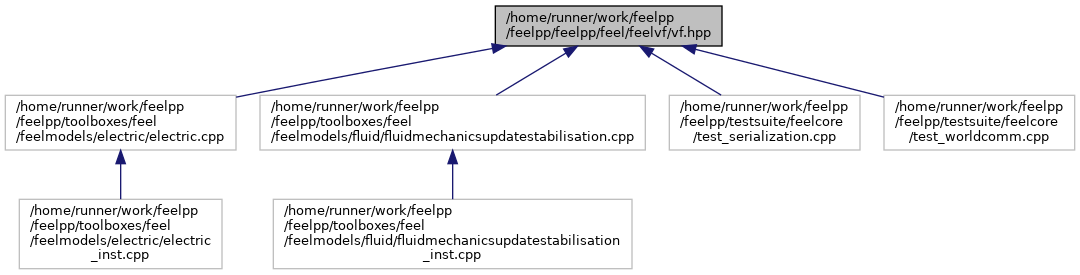 /home/runner/work/feelpp
/feelpp/feelpp/feel/feelvf/vf.hpp
/home/runner/work/feelpp
/feelpp/toolboxes/feel
/feelmodels/electric/electric.cpp
/home/runner/work/feelpp
/feelpp/toolboxes/feel
/feelmodels/fluid/fluidmechanicsupdatestabilisation.cpp
/home/runner/work/feelpp
/feelpp/testsuite/feelcore
/test_serialization.cpp
/home/runner/work/feelpp
/feelpp/testsuite/feelcore
/test_worldcomm.cpp
/home/runner/work/feelpp
/feelpp/toolboxes/feel
/feelmodels/electric/electric
_inst.cpp
/home/runner/work/feelpp
/feelpp/toolboxes/feel
/feelmodels/fluid/fluidmechanicsupdatestabilisation
_inst.cpp